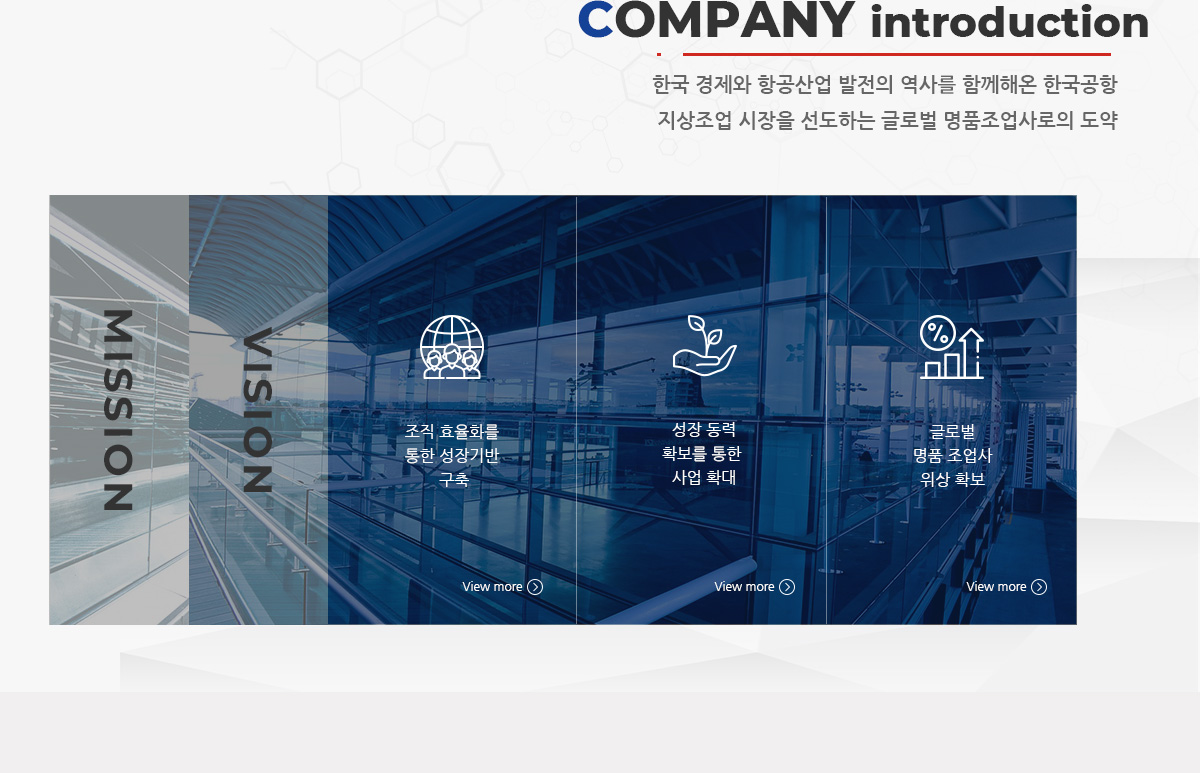 COMPANY introduction
한국 경제와 항공산업 발전의 역사를 함께해온 한국공항
지상조업 시장을 선도하는 글로벌 명품조업사로의 도약
MISSION
VISION
조직 효율화를
통한 성장기반
구축
View more
성장 동력
확보를 통한
사업 확대
View more
글로벌
명품 조업사
위상 확보
View more